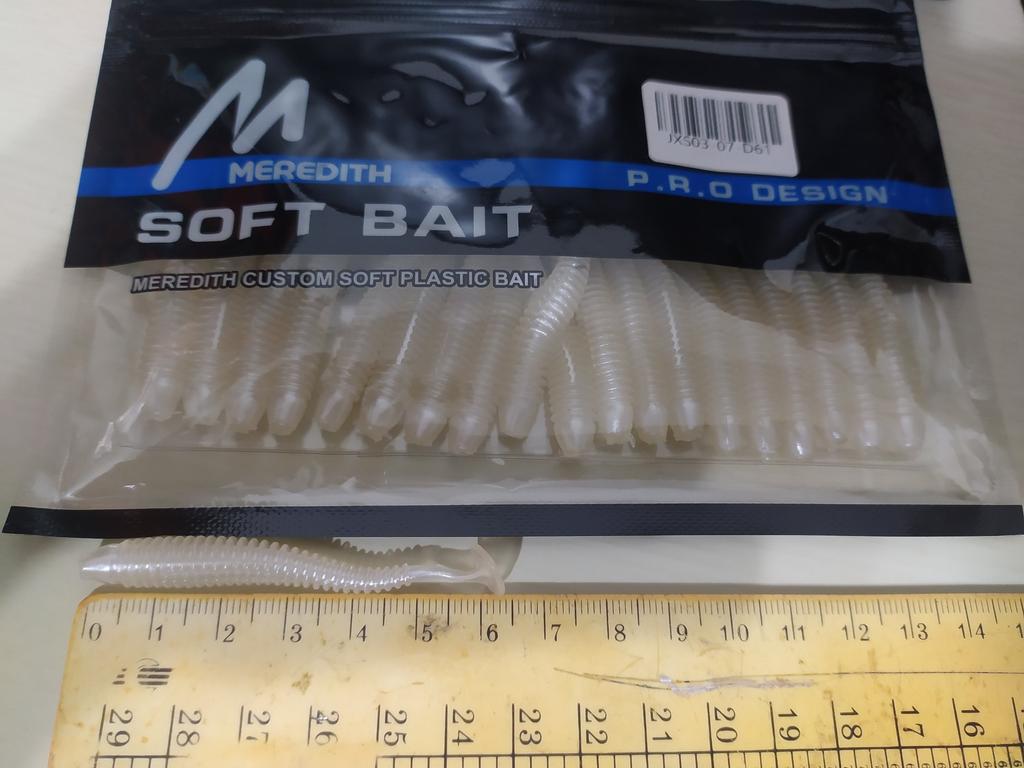 JXS03 07 D61
MEREDITH
P.R.O DESIGN
SOFT BAIT
MEREDITH CUSTOM SOFT PLASTIC BAIT
0 1 2 3 4 5 6 7 8 9 10 11 12 13 14
29 28 27 26 25 24 23 22 21 20 19 18 17 16